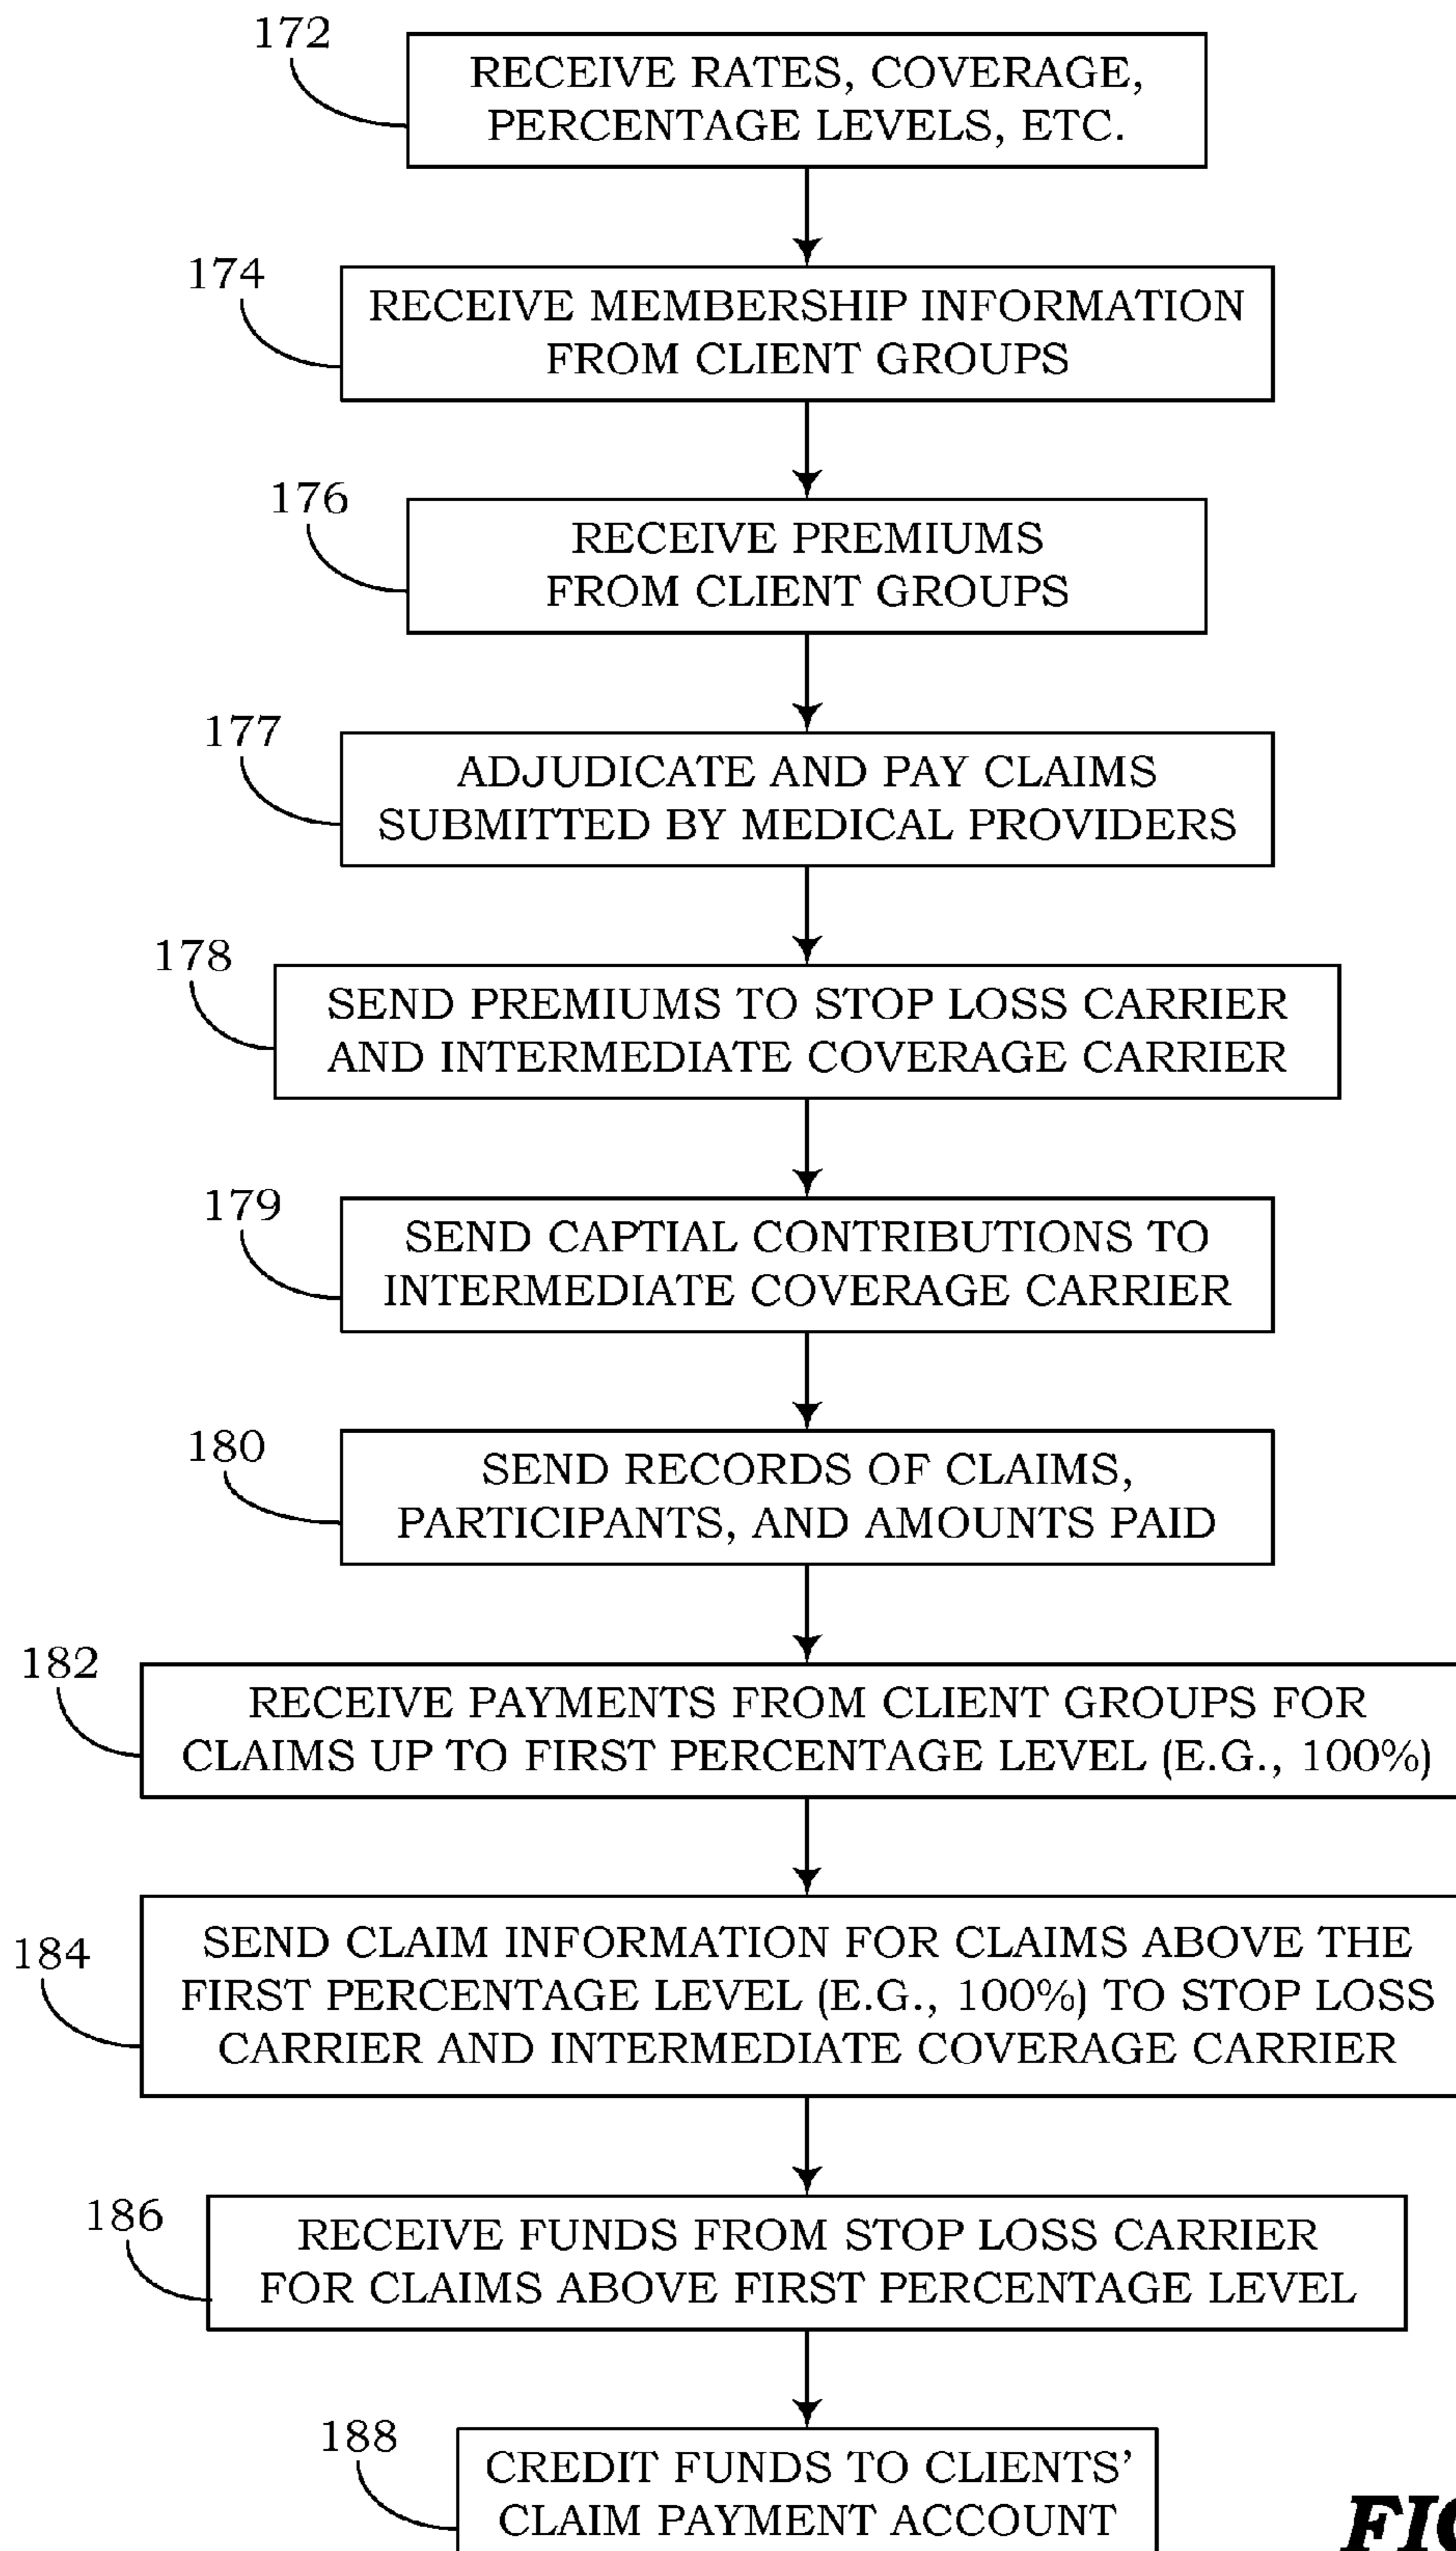 172
RECEIVE RATES, COVERAGE,
PERCENTAGE LEVELS, ETC.
174
RECEIVE MEMBERSHIP INFORMATION
FROM CLIENT GROUPS
176
RECEIVE PREMIUMS
FROM CLIENT GROUPS
177
ADJUDICATE AND PAY CLAIMS
SUBMITTED BY MEDICAL PROVIDERS
178
SEND PREMIUMS TO STOP LOSS CARRIER
AND INTERMEDIATE COVERAGE CARRIER
179
SEND CAPTIAL CONTRIBUTIONS TO
INTERMEDIATE COVERAGE CARRIER
180
SEND RECORDS OF CLAIMS,
PARTICIPANTS, AND AMOUNTS PAID
182
RECEIVE PAYMENTS FROM CLIENT GROUPS FOR
CLAIMS UP TO FIRST PERCENTAGE LEVEL (E.G., 100%)
184
SEND CLAIM INFORMATION FOR CLAIMS ABOVE THE
FIRST PERCENTAGE LEVEL (E.G., 100%) TO STOP LOSS
CARRIER AND INTERMEDIATE COVERAGE CARRIER
186
RECEIVE FUNDS FROM STOP LOSS CARRIER
FOR CLAIMS ABOVE FIRST PERCENTAGE LEVEL
188
CREDIT FUNDS TO CLIENTS'
CLAIM PAYMENT ACCOUNT